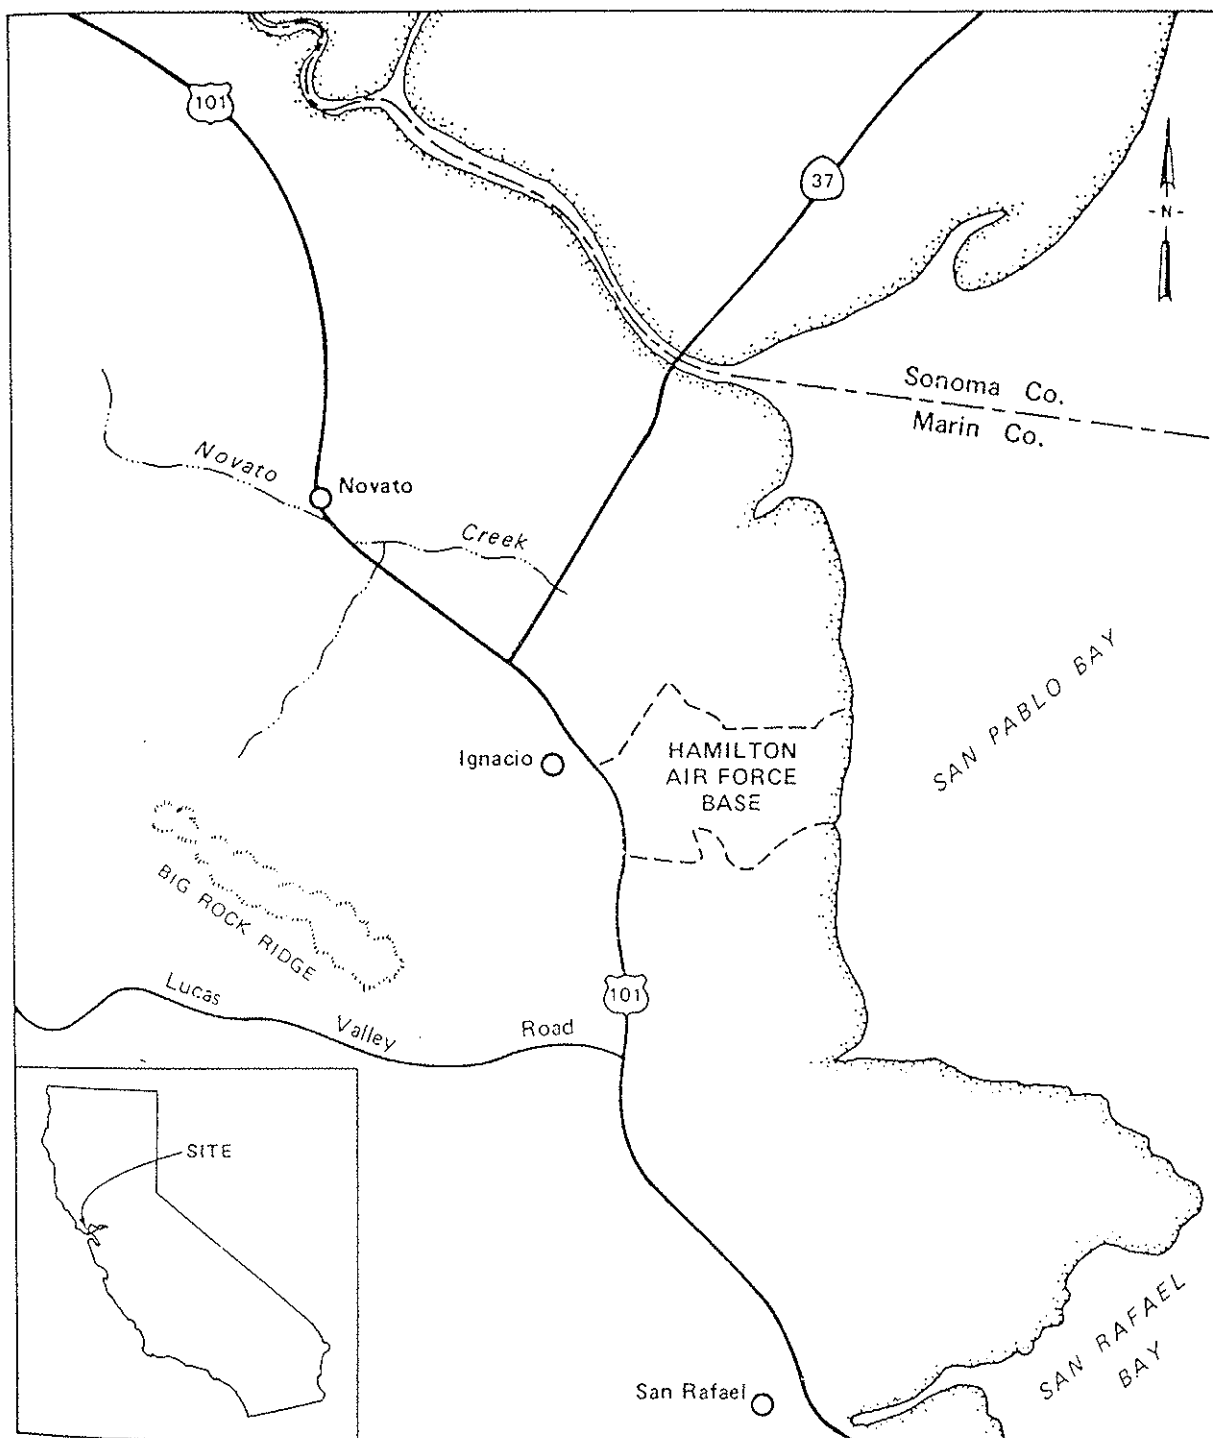 101
37
- N -
Sonoma Co.
Marin Co.
Novato
Novato
Creek
SAN PABLO BAY
Ignacio
HAMILTON
AIR FORCE
BASE
BIG ROCK RIDGE
Lucas Valley Road
101
SITE
San Rafael
SAN RAFAEL
BAY